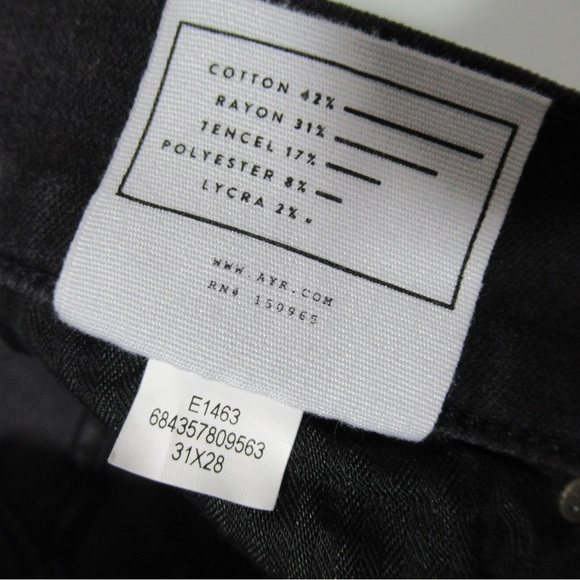 COTTON 42%
RAYON 31%
TENCEL 17%
POLYESTER 8%
LYCRA 2%
WWW.AYR.COM
RN# 150965
E1463
684357809563
31X28